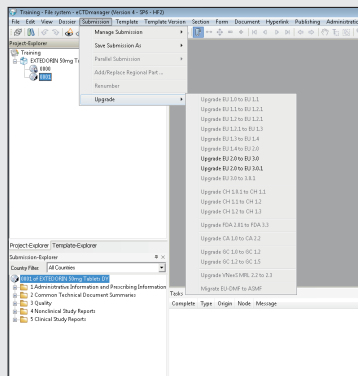 Training - File system - eCTDmanager (Version 4 - SP6 - HF2)
File Edit View Dossier Submission Template Template Version Section Form Document Hyperlink Publishing Administration
Project-Explorer
Training
EXTEDORIN 50mg T
0000
0001
Manage Submission
Save Submission As
Parallel Submission
Add/Replace Regional Part ...
Renumber
Upgrade
Upgrade EU 1.0 to EU 1.1
Upgrade EU 1.1 to EU 1.2
Upgrade EU 1.2 to EU 1.2.1
Upgrade EU 1.2.1 to EU 1.3
Upgrade EU 1.3 to EU 1.4
Upgrade EU 1.4 to EU 2.0
Upgrade EU 2.0 to EU 3.0
Upgrade EU 2.0 to EU 3.0.1
Upgrade EU 3.0 to 3.0.1
Upgrade CH 1.0.1 to CH 1.1
Upgrade CH 1.1 to CH 1.2
Upgrade CH 1.2 to CH 1.3
Upgrade FDA 2.01 to FDA 3.3
Upgrade CA 1.0 to CA 2.2
Upgrade GC 1.0 to GC 1.2
Upgrade GC 1.2 to GC 1.5
Upgrade VNeeS MRL 2.2 to 2.3
Migrate EU-DMF to ASMF
Project-Explorer Template-Explorer
Submission-Explorer
Country Filter: All Countries
0001 of EXTEDORIN 50mg Tablets DY
1 Administrative Information and Prescribing Information
2 Common Technical Document Summaries
3 Quality
4 Nonclinical Study Reports
5 Clinical Study Reports
Tasks
Complete Type Origin Node Message